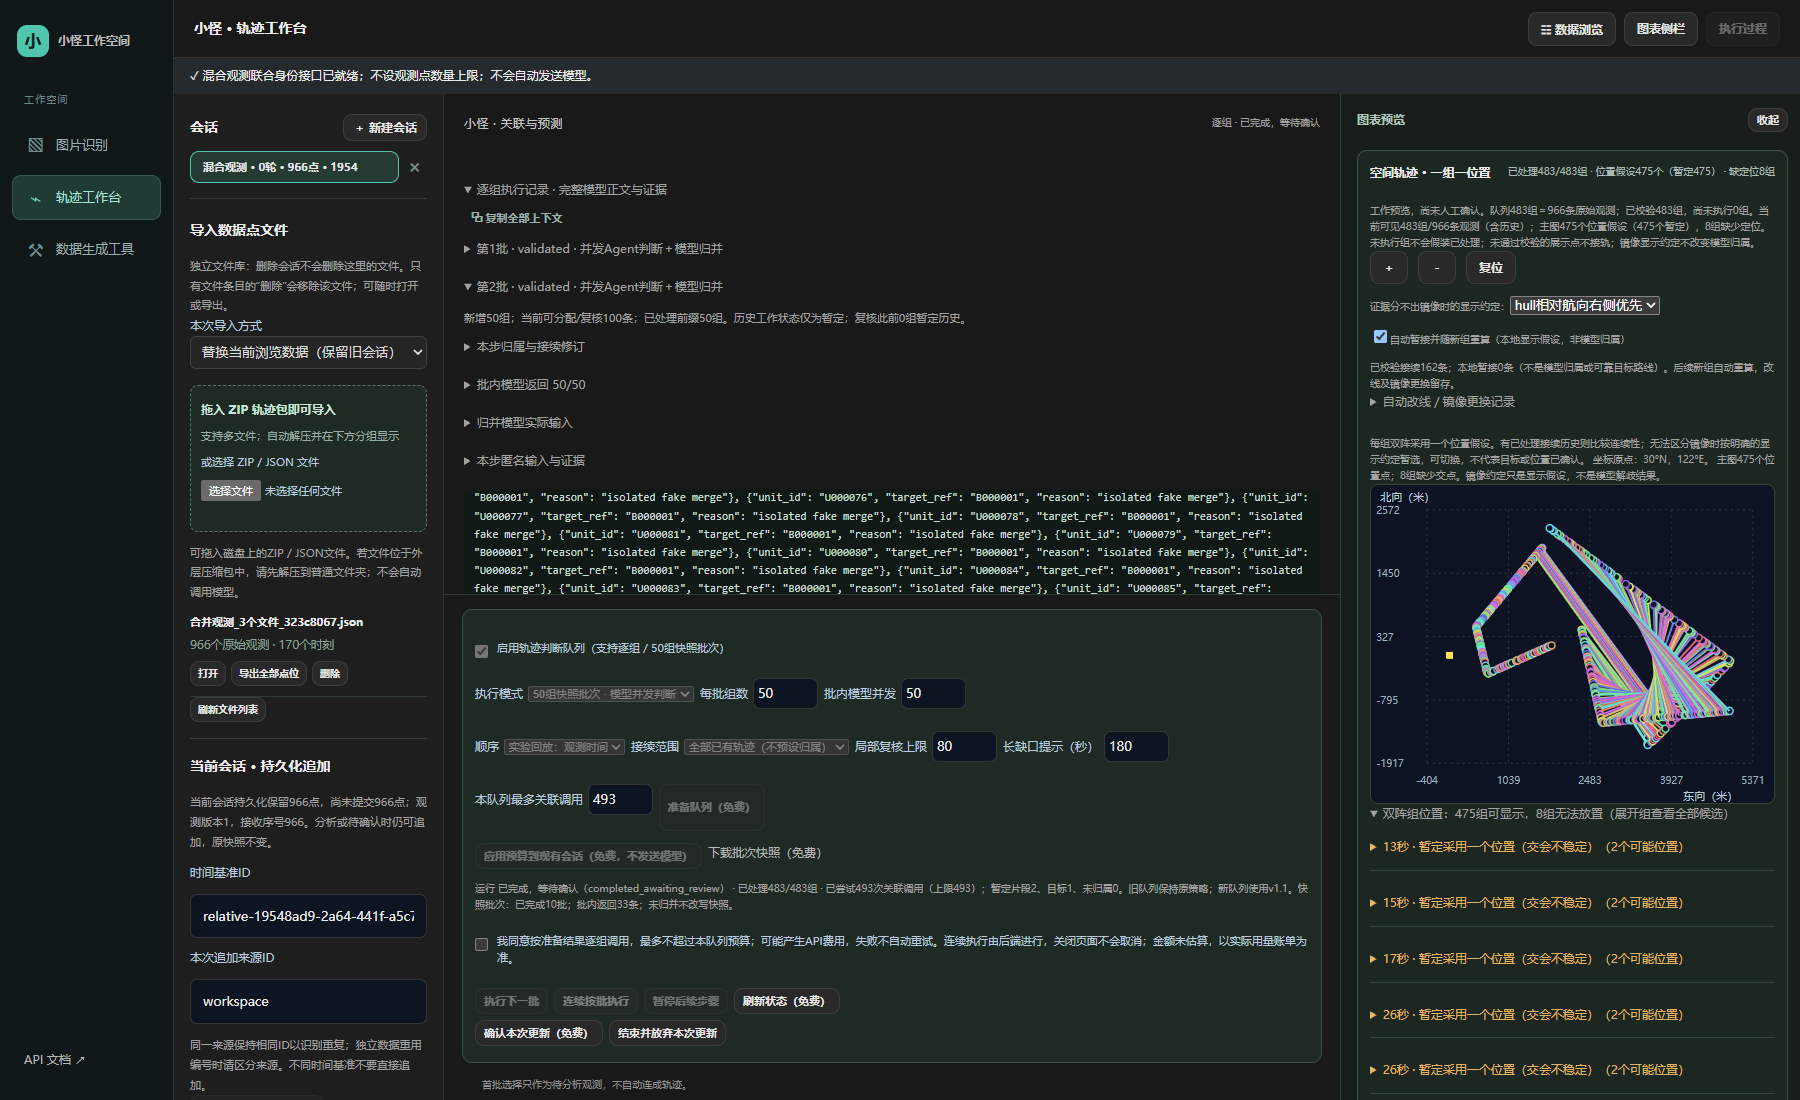 小
小怪工作空间
工作空间
图片识别
轨迹工作台
数据生成工具
API 文档 ↗
小怪 • 轨迹工作台
数据浏览
图表侧栏
执行过程
✓ 混合观测联合身份接口已就绪；不设观测点数量上限；不会自动发送模型。
会话
+ 新建会话
混合观测 • 0轮 • 966点 • 1954
×
导入数据点文件
独立文件库：删除会话不会删除这里的文件。只
有文件条目的“删除”会移除该文件；可随时打开
或导出。
本次导入方式
替换当前浏览数据（保留旧会话）
拖入 ZIP 轨迹包即可导入
支持多文件；自动解压并在下方分组显示
或选择 ZIP / JSON 文件
选择文件 未选择任何文件
可拖入磁盘上的ZIP / JSON文件。若文件位于外
层压缩包中，请先解压到普通文件夹；不会自动
调用模型。
合并观测_3个文件_323c8067.json
966个原始观测 · 170个时刻
打开
导出全部点位
删除
刷新文件列表
当前会话 • 持久化追加
当前会话持久化保留966点，尚未提交966点；观
测版本1，接收序号966。分析或待确认时仍可追
加，原快照不变。
时间基准ID
relative-19548ad9-2a64-441f-a5c7
本次追加来源ID
workspace
同一来源保持相同ID以识别重复；独立数据重用
编号时请区分来源。不同时间基准不要直接追
加。
小怪 · 关联与预测
逐组 · 已完成，等待确认
▼ 逐组执行记录 · 完整模型正文与证据
复制全部上下文
▶ 第1批 · validated · 并发Agent判断 + 模型归并
▼ 第2批 · validated · 并发Agent判断 + 模型归并
新增50组；当前可分配/复核100条；已处理前缀50组。历史工作状态仅为暂定；复核此前0组暂定历史。
▶ 本步归属与接续修订
▶ 批内模型返回 50/50
▶ 归并模型实际输入
▶ 本步匿名输入与证据
"B000001", "reason": "isolated fake merge"}, {"unit_id": "U000076", "target_ref": "B000001", "reason": "isolated fake merge"}, {"unit_id":
"U000077", "target_ref": "B000001", "reason": "isolated fake merge"}, {"unit_id": "U000078", "target_ref": "B000001", "reason": "isolated
fake merge"}, {"unit_id": "U000081", "target_ref": "B000001", "reason": "isolated fake merge"}, {"unit_id": "U000079", "target_ref":
"B000001", "reason": "isolated fake merge"}, {"unit_id": "U000080", "target_ref": "B000001", "reason": "isolated fake merge"}, {"unit_id":
"U000082", "target_ref": "B000001", "reason": "isolated fake merge"}, {"unit_id": "U000084", "target_ref": "B000001", "reason": "isolated
fake merge"}, {"unit_id": "U000083", "target_ref": "B000001", "reason": "isolated fake merge"}, {"unit_id": "U000085", "target_ref":
启用轨迹判断队列（支持逐组 / 50组快照批次）
执行模式 50组快照批次 · 模型并发判断 每批组数 50 批内模型并发 50
顺序 实验回放：观测时间 接续范围 全部已有轨迹（不预设归属） 局部复核上限 80 长缺口提示（秒） 180
本队列最多关联调用 493 准备队列（免费）
应用预算到现有会话（免费，不发送模型） 下载批次快照（免费）
运行 已完成，等待确认（completed_awaiting_review） · 已处理483/483组 · 已尝试493次关联调用（上限493）；暂定片段2、目标1、未归属0。旧队列保持原策略；新队列使用v1.1。快
照批次：已完成10批；批内返回33条；未归并不改写快照。
我同意按准备结果逐组调用，最多不超过本队列预算；可能产生API费用，失败不自动重试。连续执行由后端进行，关闭页面不会取消；金额未估算，以实际用量账单为
准。
执行下一批
连续按批执行
暂停后续步骤
刷新状态（免费）
确认本次更新（免费）
结束并放弃本次更新
首批选择只作为待分析观测，不自动连成轨迹。
图表预览
收起
空间轨迹 • 一组一位置 已处理483/483组 · 位置假设475个（暂定475） · 缺定位8组
工作预览，尚未人工确认。队列483组 = 966条原始观测；已校验483组，尚未执行0组。当
前可见483组/966条观测（含历史）；主图475个位置假设（475个暂定），8组缺少定位。
未执行组不会假装已处理；未通过校验的展示点不接轨；镜像显示约定不改变模型归属。
+
-
复位
证据分不出镜像时的显示约定： hull相对航向右侧优先
自动暂接并随新组重算（本地显示假设，非模型归属）
已校验接续162条；本地暂接0条（不是模型归属或可靠目标路线）。后续新组自动重算，改
线及镜像更换留存。
▶ 自动改线 / 镜像更换记录
每组双阵采用一个位置假设。有已处理接续历史则比较连续性；无法区分镜像时按明确的显
示约定暂选，可切换，不代表目标或位置已确认。 坐标原点：30°N，122°E。 主图475个位
置点；8组缺少交点。镜像约定只是显示假设，不是模型解歧结果。
北向（米）
2572
1450
327
-795
-1917
-404
1039
2483
3927
5371
东向（米）
▼ 双阵组位置：475组可显示，8组无法放置（展开组查看全部候选）
▶ 13秒 · 暂定采用一个位置（交会不稳定）（2个可能位置）
▶ 15秒 · 暂定采用一个位置（交会不稳定）（2个可能位置）
▶ 17秒 · 暂定采用一个位置（交会不稳定）（2个可能位置）
▶ 26秒 · 暂定采用一个位置（交会不稳定）（2个可能位置）
▶ 26秒 · 暂定采用一个位置（交会不稳定）（2个可能位置）